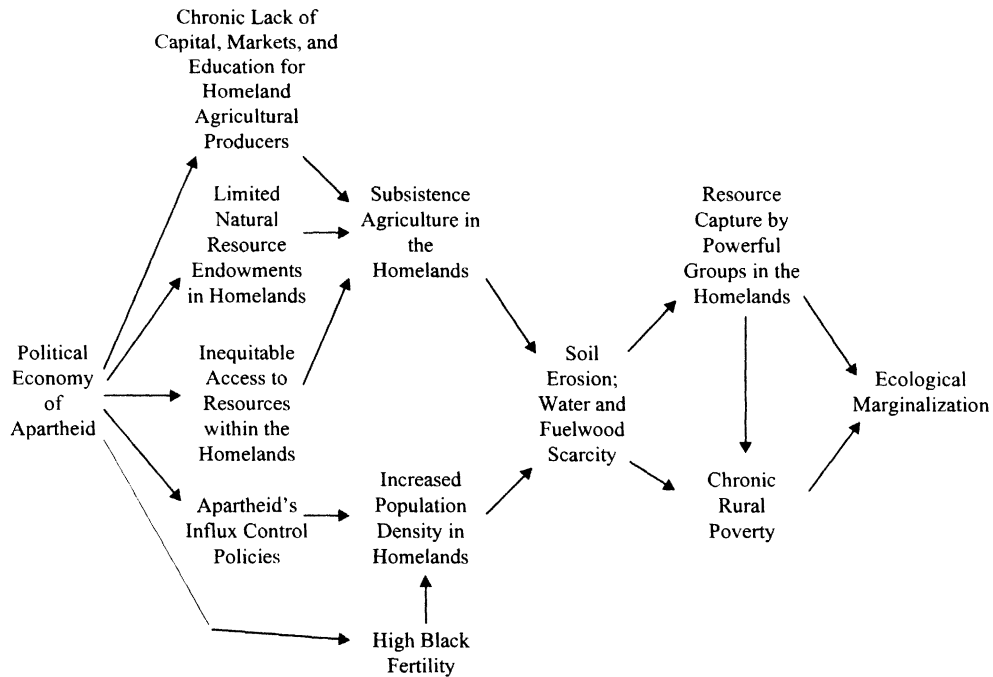 Chronic Lack of
Capital, Markets, and
Education for
Homeland
Agricultural
Producers
Limited
Natural
Resource
Endowments
in Homelands
Subsistence
Agriculture in
the
Homelands
Resource
Capture by
Powerful
Groups in the
Homelands
Political
Economy
of
Apartheid
Inequitable
Access to
Resources
within the
Homelands
Soil
Erosion;
Water and
Fuelwood
Scarcity
Ecological
Marginalization
Apartheid's
Influx Control
Policies
Increased
Population
Density in
Homelands
Chronic
Rural
Poverty
High Black
Fertility